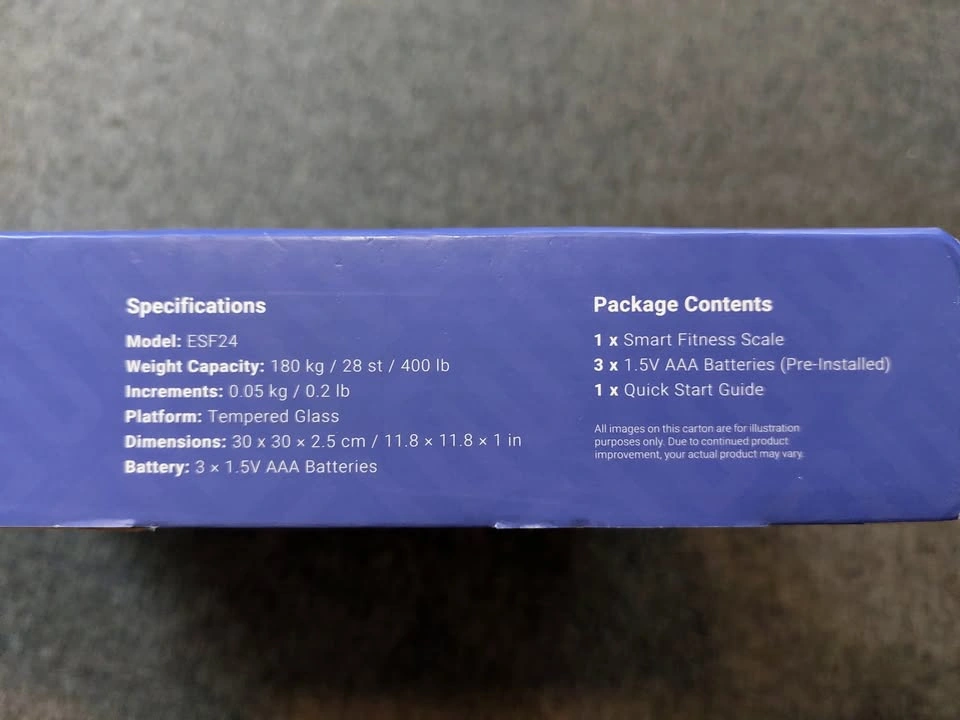 Specifications
Model: ESF24
Weight Capacity: 180 kg / 28 st / 400 lb
Increments: 0.05 kg / 0.2 lb
Platform: Tempered Glass
Dimensions: 30 x 30 × 2.5 cm / 11.8 × 11.8 × 1 in
Battery: 3 × 1.5V AAA Batteries
Package Contents
1 x Smart Fitness Scale
3 x 1.5V AAA Batteries (Pre-Installed)
1 x Quick Start Guide
All images on this carton are for illustration
purposes only. Due to continued product
improvement, your actual product may vary.